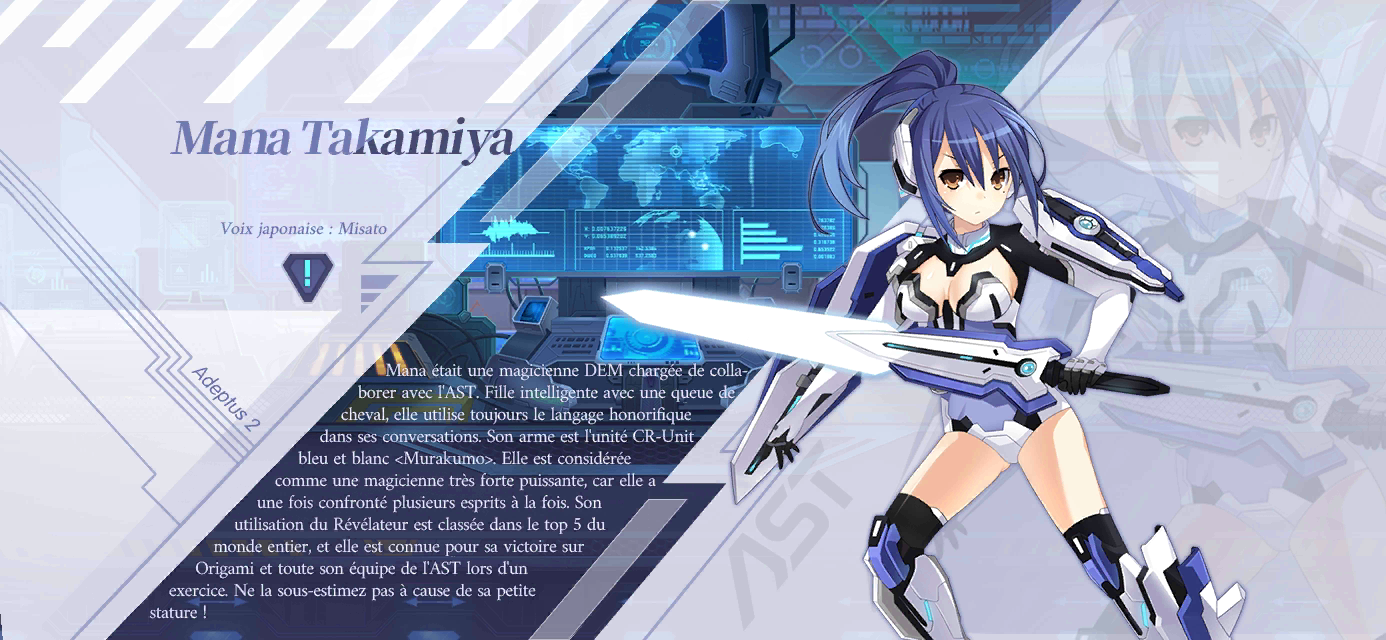 Mana Takamiya
Voix japonaise : Misato
Adeptus 2
Mana était une magicienne DEM chargée de colla-
borer avec l'AST. Fille intelligente avec une queue de
cheval, elle utilise toujours le langage honorifique
dans ses conversations. Son arme est l'unité CR-Unit
bleu et blanc <Murakumo>. Elle est considérée
comme une magicienne très forte puissante, car elle a
une fois confronté plusieurs esprits à la fois. Son
utilisation du Révélateur est classée dans le top 5 du
monde entier, et elle est connue pour sa victoire sur
Origami et toute son équipe de l'AST lors d'un
exercice. Ne la sous-estimez pas à cause de sa petite
stature !
AST